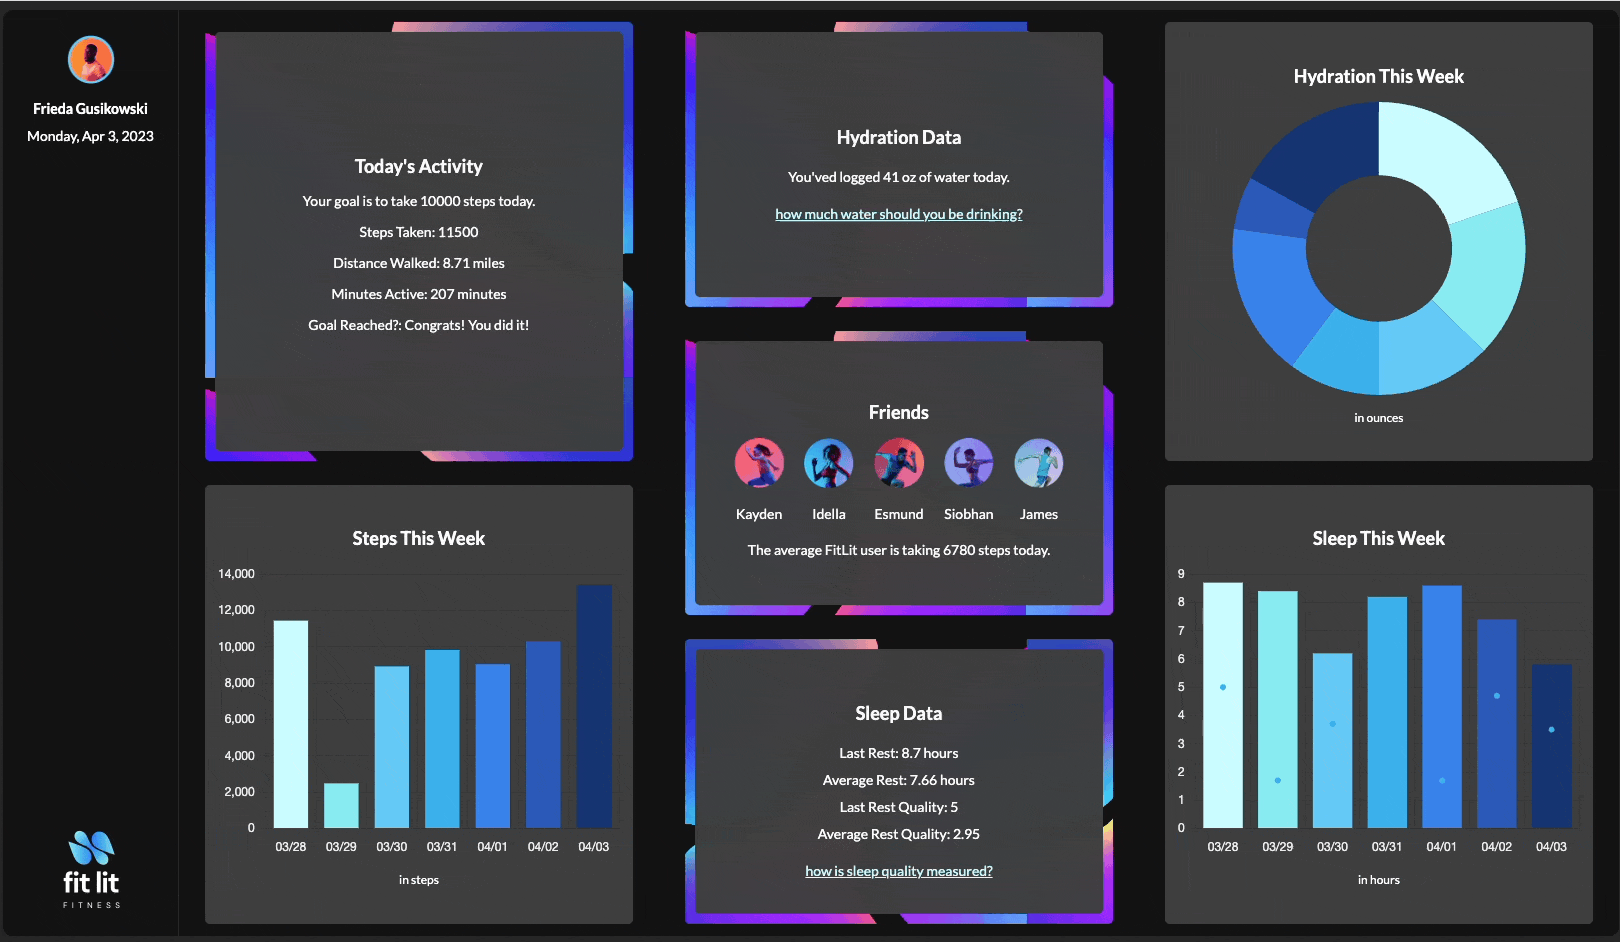 Frieda Gusikowski
Monday, Apr 3, 2023
fit lit
FITNESS
Today's Activity
Your goal is to take 10000 steps today.
Steps Taken: 11500
Distance Walked: 8.71 miles
Minutes Active: 207 minutes
Goal Reached?: Congrats! You did it!
Steps This Week
14,000
12,000
10,000
8,000
6,000
4,000
2,000
0
03/28 03/29 03/30 03/31 04/01 04/02 04/03
in steps
Hydration Data
You'ved logged 41 oz of water today.
how much water should you be drinking?
Friends
Kayden Idella Esmund Siobhan James
The average FitLit user is taking 6780 steps today.
Sleep Data
Last Rest: 8.7 hours
Average Rest: 7.66 hours
Last Rest Quality: 5
Average Rest Quality: 2.95
how is sleep quality measured?
Hydration This Week
in ounces
Sleep This Week
9
8
7
6
5
4
3
2
1
0
03/28 03/29 03/30 03/31 04/01 04/02 04/03
in hours